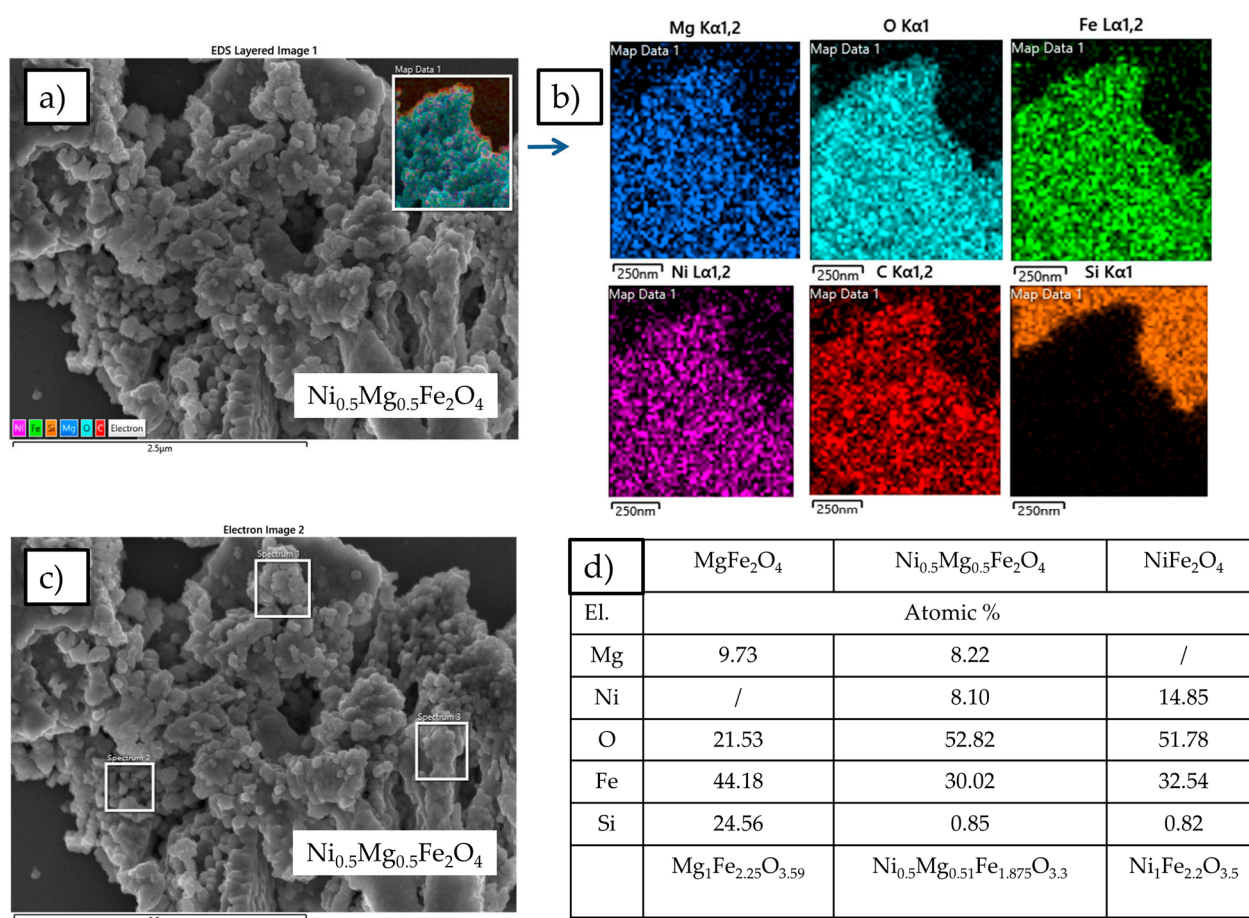 EDS Layered Image 1
a)
Map Data 1
Ni₀.₅Mg₀.₅Fe₂O₄
Ni Fe Si Mg O C Electron
2.5µm
b)
Mg Kα1,2 O Kα1 Fe Lα1,2
Map Data 1 Map Data 1 Map Data 1
250nm 250nm 250nm
Ni Lα1,2 C Kα1,2 Si Kα1
Map Data 1 Map Data 1 Map Data 1
250nm 250nm 250nm
Electron Image 2
c)
Spectrum 1
Spectrum 3
Spectrum 2
Ni₀.₅Mg₀.₅Fe₂O₄
d) MgFe₂O₄ Ni₀.₅Mg₀.₅Fe₂O₄ NiFe₂O₄
El. Atomic %
Mg 9.73 8.22 /
Ni / 8.10 14.85
O 21.53 52.82 51.78
Fe 44.18 30.02 32.54
Si 24.56 0.85 0.82
Mg₁Fe₂.₂₅O₃.₅₉ Ni₀.₅Mg₀.₅₁Fe₁.₈₇₅O₃.₃ Ni₁Fe₂.₂O₃.₅